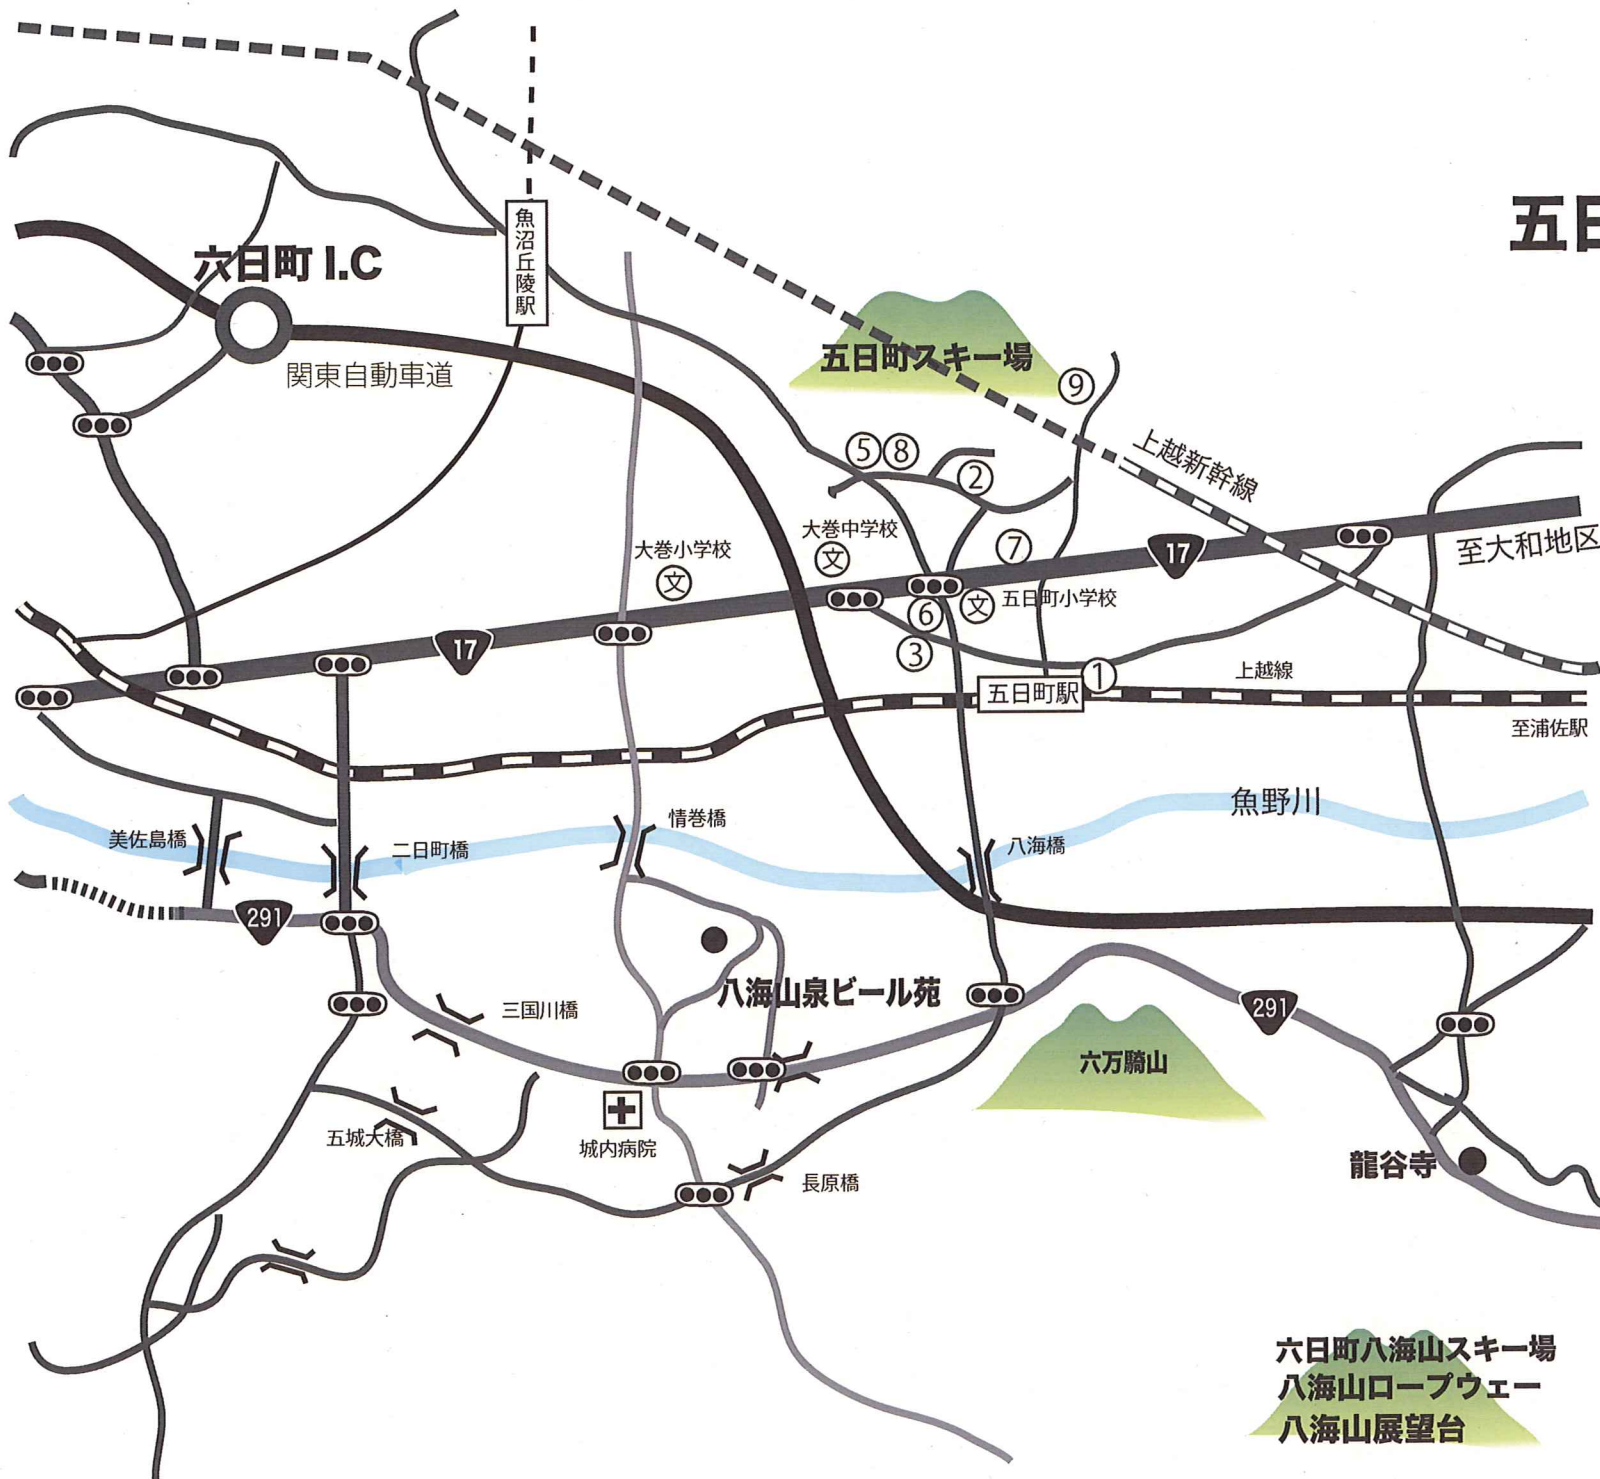 五日
魚沼丘陵駅
六日町 I.C
関東自動車道
五日町スキー場
⑨
上越新幹線
⑤⑧
②
大巻中学校
文
⑦
17
至大和地区
大巻小学校
文
⑥
文
五日町小学校
17
③
①
上越線
五日町駅
至浦佐駅
魚野川
美佐島橋
二日町橋
情巻橋
八海橋
291
八海山泉ビール苑
三国川橋
291
六万騎山
五城大橋
城内病院
長原橋
龍谷寺
六日町八海山スキー場
八海山ロープウェー
八海山展望台